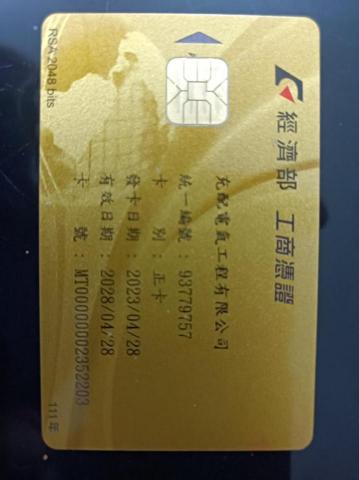 經濟部 工商憑證
充配電氣工程有限公司
統一編號：93779757
卡　　別：正卡
發卡日期：2023/04/28
有效日期：2028/04/28
卡　　號：MT00000002352203
RSA 2048 bits
111年